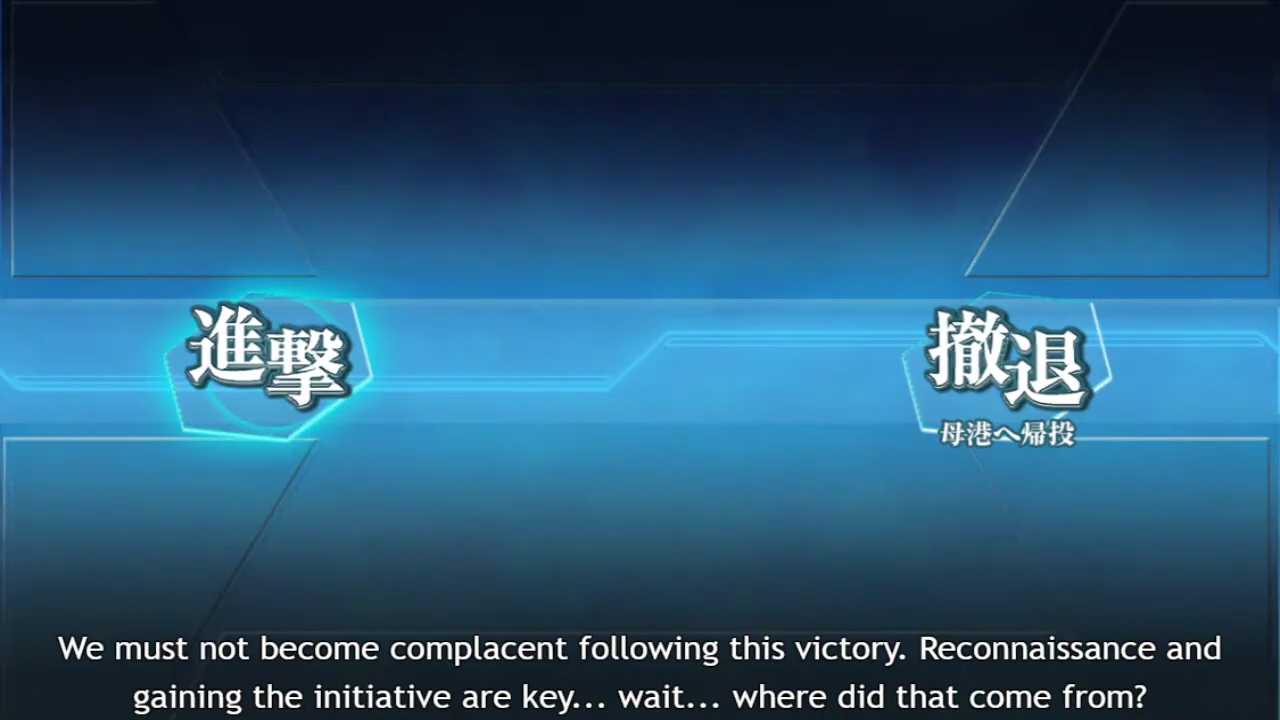 進撃
撤退
母港へ帰投
We must not become complacent following this victory. Reconnaissance and
gaining the initiative are key... wait... where did that come from?